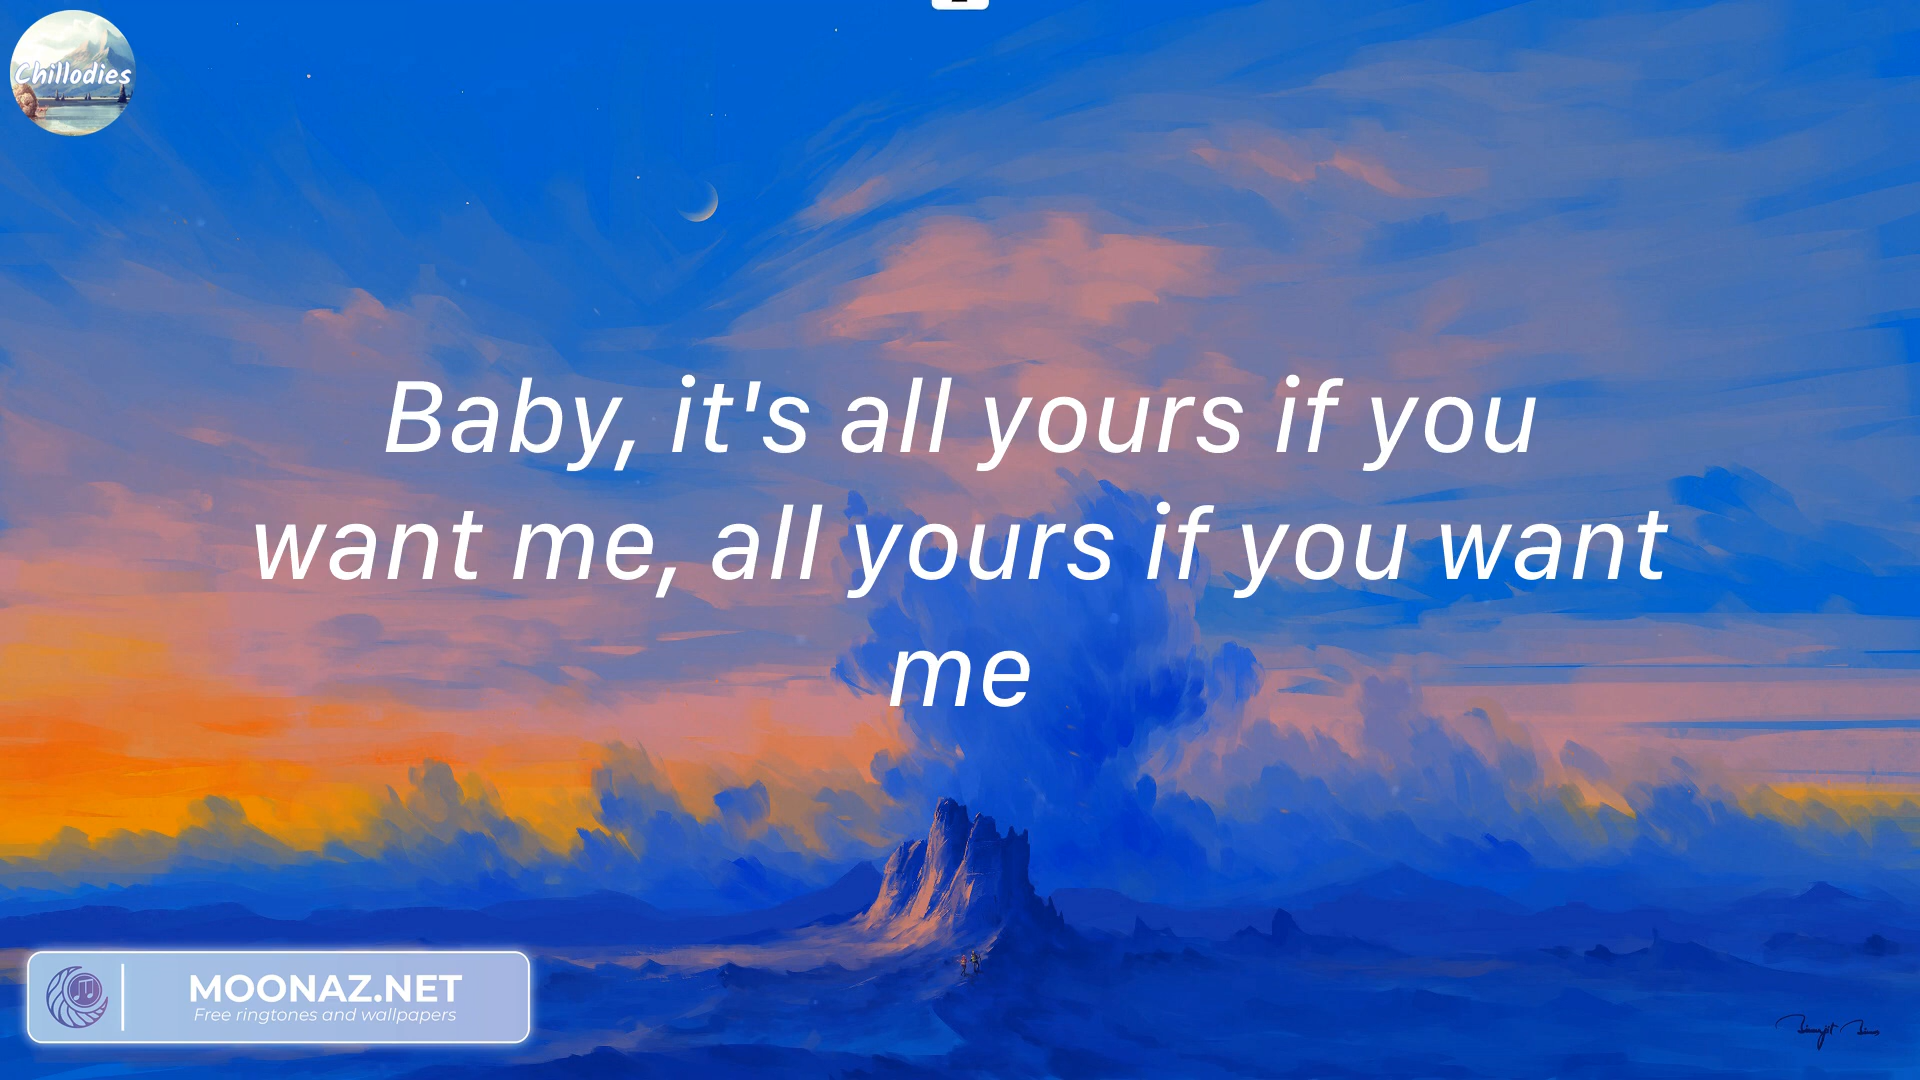 Chillodies
Baby, it's all yours if you
want me, all yours if you want
me
MOONAZ.NET
Free ringtones and wallpapers